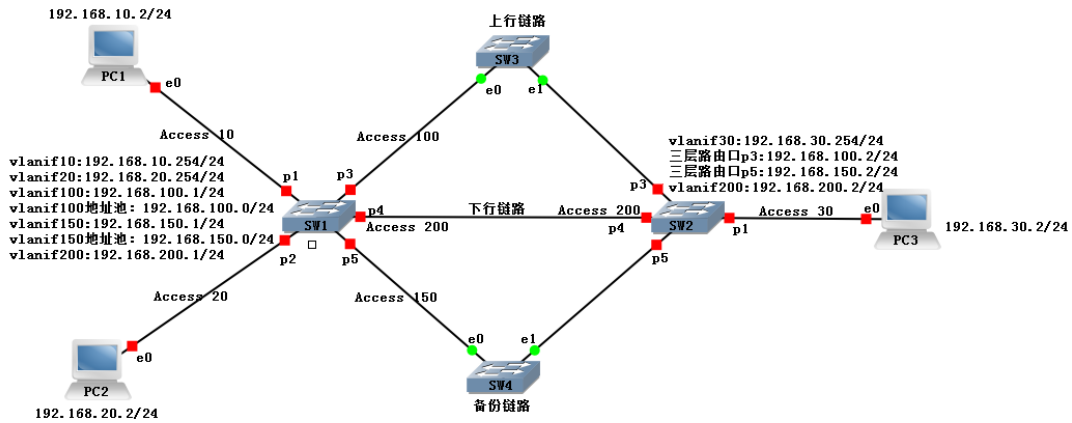 192.168.10.2/24
PC1
e0
Access 10
vlanif10:192.168.10.254/24
vlanif20:192.168.20.254/24
vlanif100:192.168.100.1/24
vlanif100地址池：192.168.100.0/24
vlanif150:192.168.150.1/24
vlanif150地址池：192.168.150.0/24
vlanif200:192.168.200.1/24
p1
p3
p4
SW1
p2
p5
Access 20
e0
PC2
192.168.20.2/24
上行链路
SW3
e0
e1
Access 100
下行链路
Access 200
Access 200
Access 150
e0
e1
SW4
备份链路
vlanif30:192.168.30.254/24
三层路由口p3:192.168.100.2/24
三层路由口p5:192.168.150.2/24
vlanif200:192.168.200.2/24
p3
p4
SW2
p1
p5
Access 30
e0
PC3
192.168.30.2/24